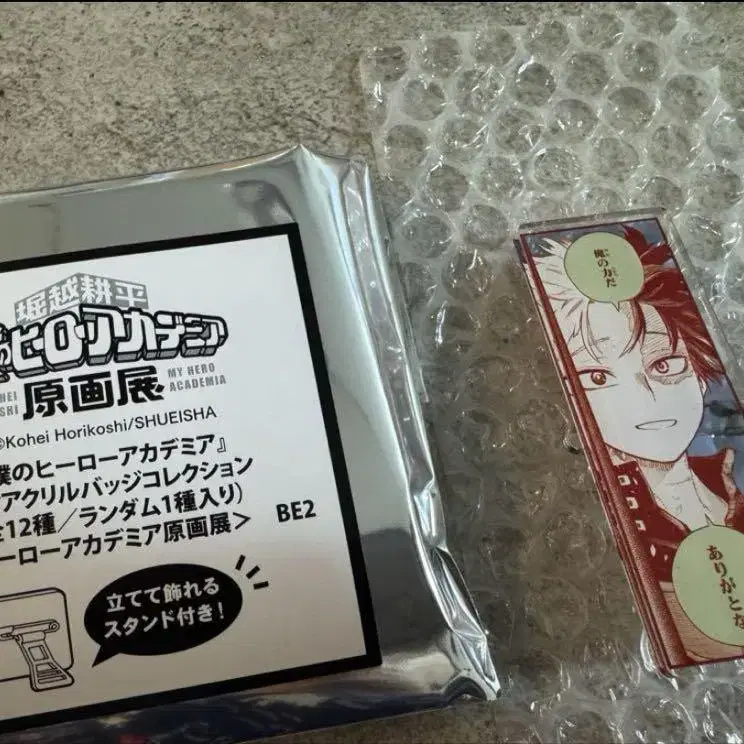 堀越耕平
ヒーローアカデミア
原画展
MY HERO
ACADEMIA
©Kohei Horikoshi/SHUEISHA
僕のヒーローアカデミア』
アクリルバッジコレクション
12種／ランダム1種入り)
ーローアカデミア原画展>
BE2
立てて飾れる
スタンド付き!
俺の力だ
ありがとな